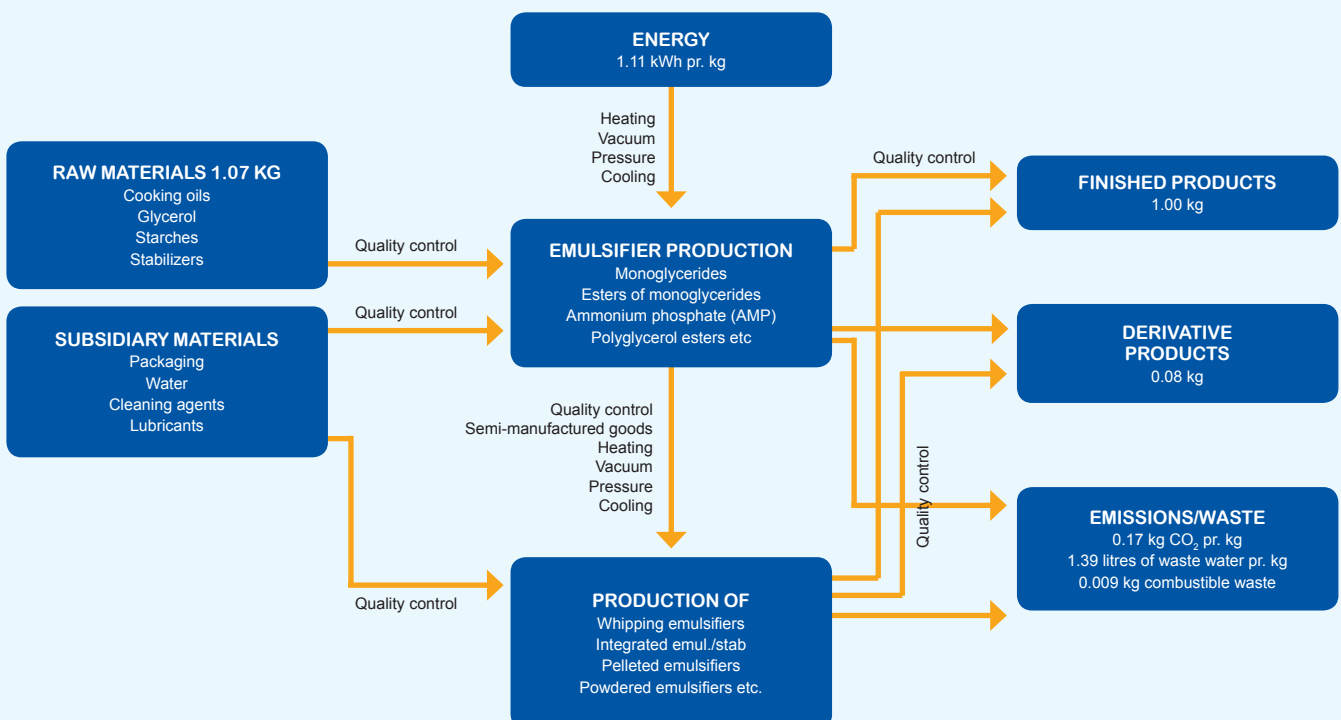 ENERGY
1.11 kWh pr. kg
Heating
Vacuum
Pressure
Cooling
RAW MATERIALS 1.07 KG
Cooking oils
Glycerol
Starches
Stabilizers
Quality control
SUBSIDIARY MATERIALS
Packaging
Water
Cleaning agents
Lubricants
Quality control
Quality control
EMULSIFIER PRODUCTION
Monoglycerides
Esters of monoglycerides
Ammonium phosphate (AMP)
Polyglycerol esters etc
Quality control
Semi-manufactured goods
Heating
Vacuum
Pressure
Cooling
PRODUCTION OF
Whipping emulsifiers
Integrated emul./stab
Pelleted emulsifiers
Powdered emulsifiers etc.
Quality control
Quality control
FINISHED PRODUCTS
1.00 kg
DERIVATIVE
PRODUCTS
0.08 kg
EMISSIONS/WASTE
0.17 kg CO₂ pr. kg
1.39 litres of waste water pr. kg
0.009 kg combustible waste